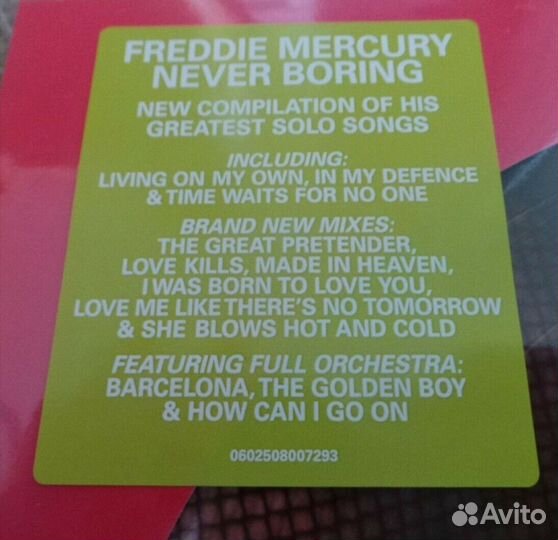 FREDDIE MERCURY
NEVER BORING
NEW COMPILATION OF HIS
GREATEST SOLO SONGS
INCLUDING:
LIVING ON MY OWN, IN MY DEFENCE
& TIME WAITS FOR NO ONE
BRAND NEW MIXES:
THE GREAT PRETENDER,
LOVE KILLS, MADE IN HEAVEN,
I WAS BORN TO LOVE YOU,
LOVE ME LIKE THERE'S NO TOMORROW
& SHE BLOWS HOT AND COLD
FEATURING FULL ORCHESTRA:
BARCELONA, THE GOLDEN BOY
& HOW CAN I GO ON
0602508007293
Avito